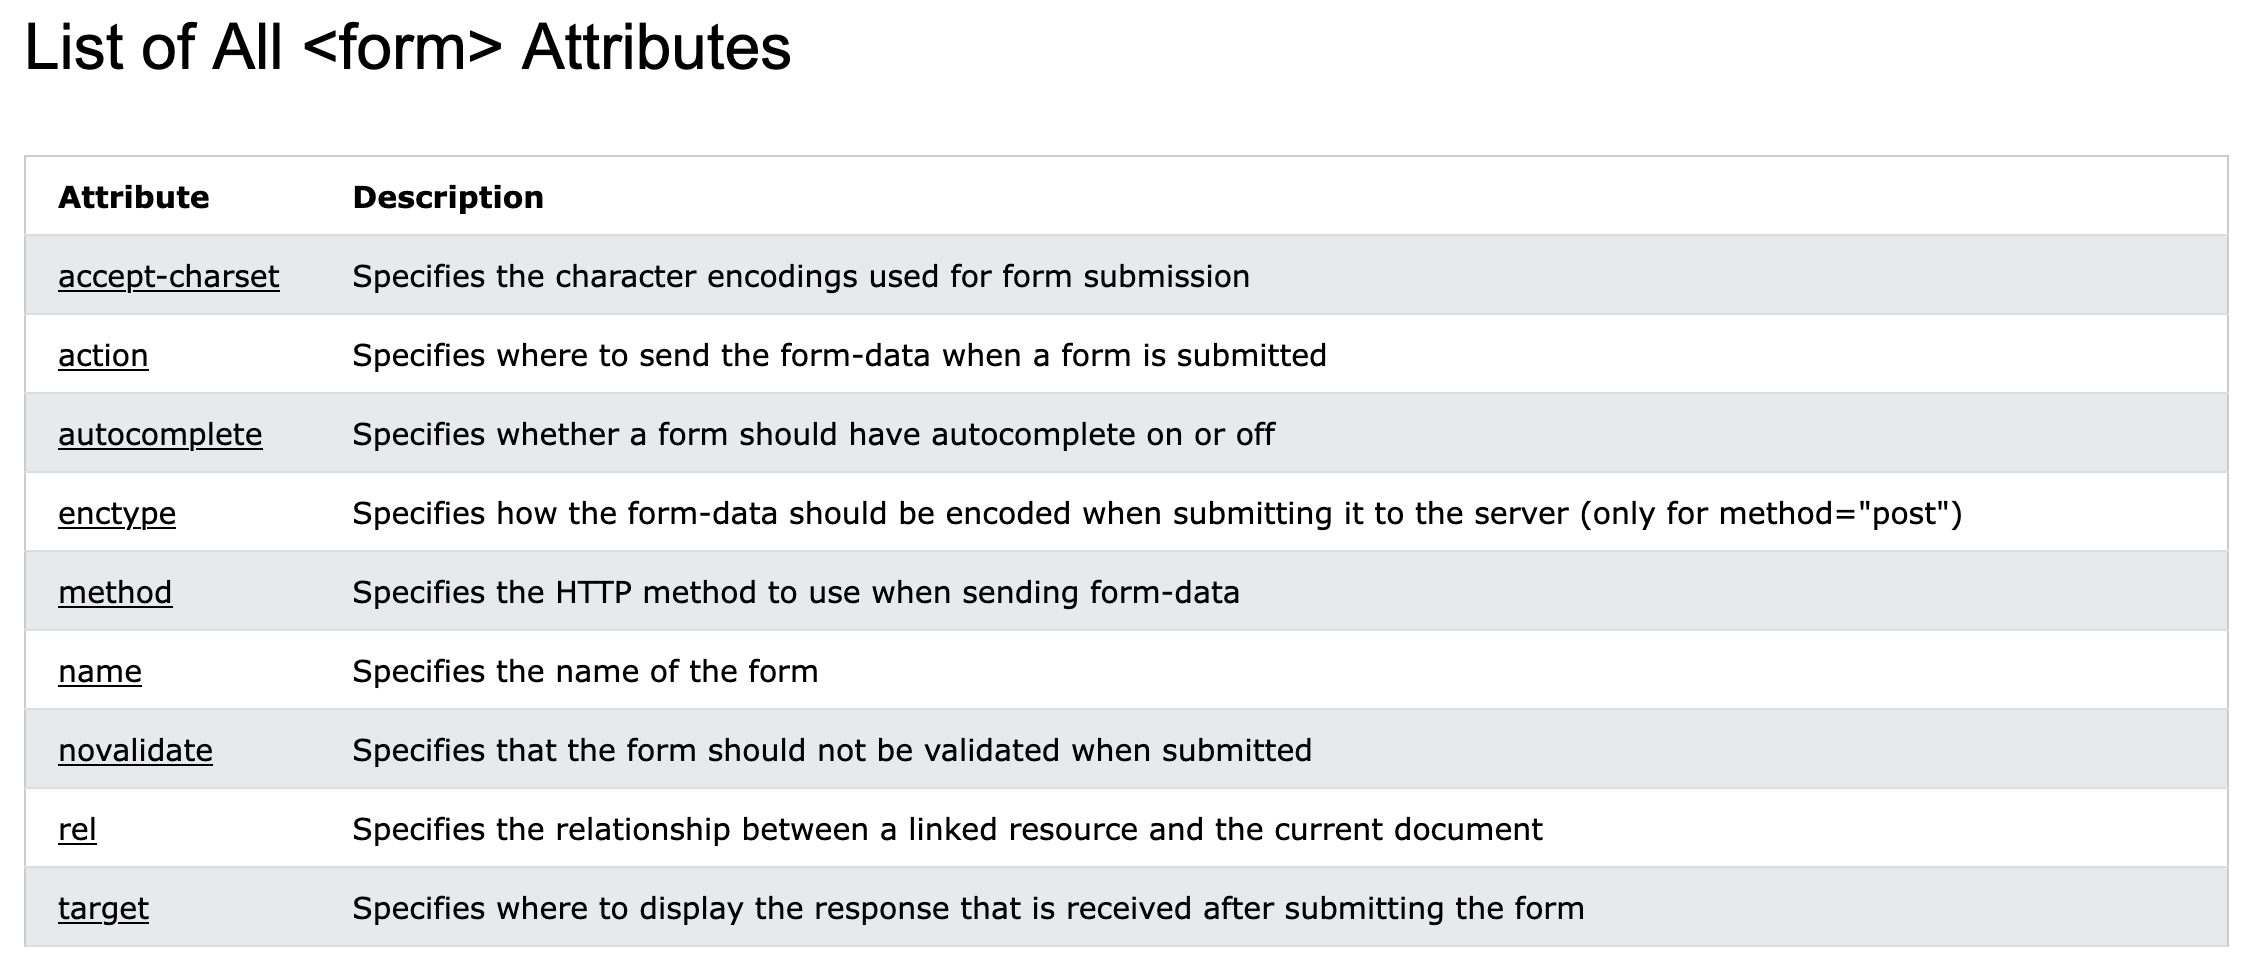 List of All <form> Attributes
Attribute Description
accept-charset Specifies the character encodings used for form submission
action Specifies where to send the form-data when a form is submitted
autocomplete Specifies whether a form should have autocomplete on or off
enctype Specifies how the form-data should be encoded when submitting it to the server (only for method="post")
method Specifies the HTTP method to use when sending form-data
name Specifies the name of the form
novalidate Specifies that the form should not be validated when submitted
rel Specifies the relationship between a linked resource and the current document
target Specifies where to display the response that is received after submitting the form